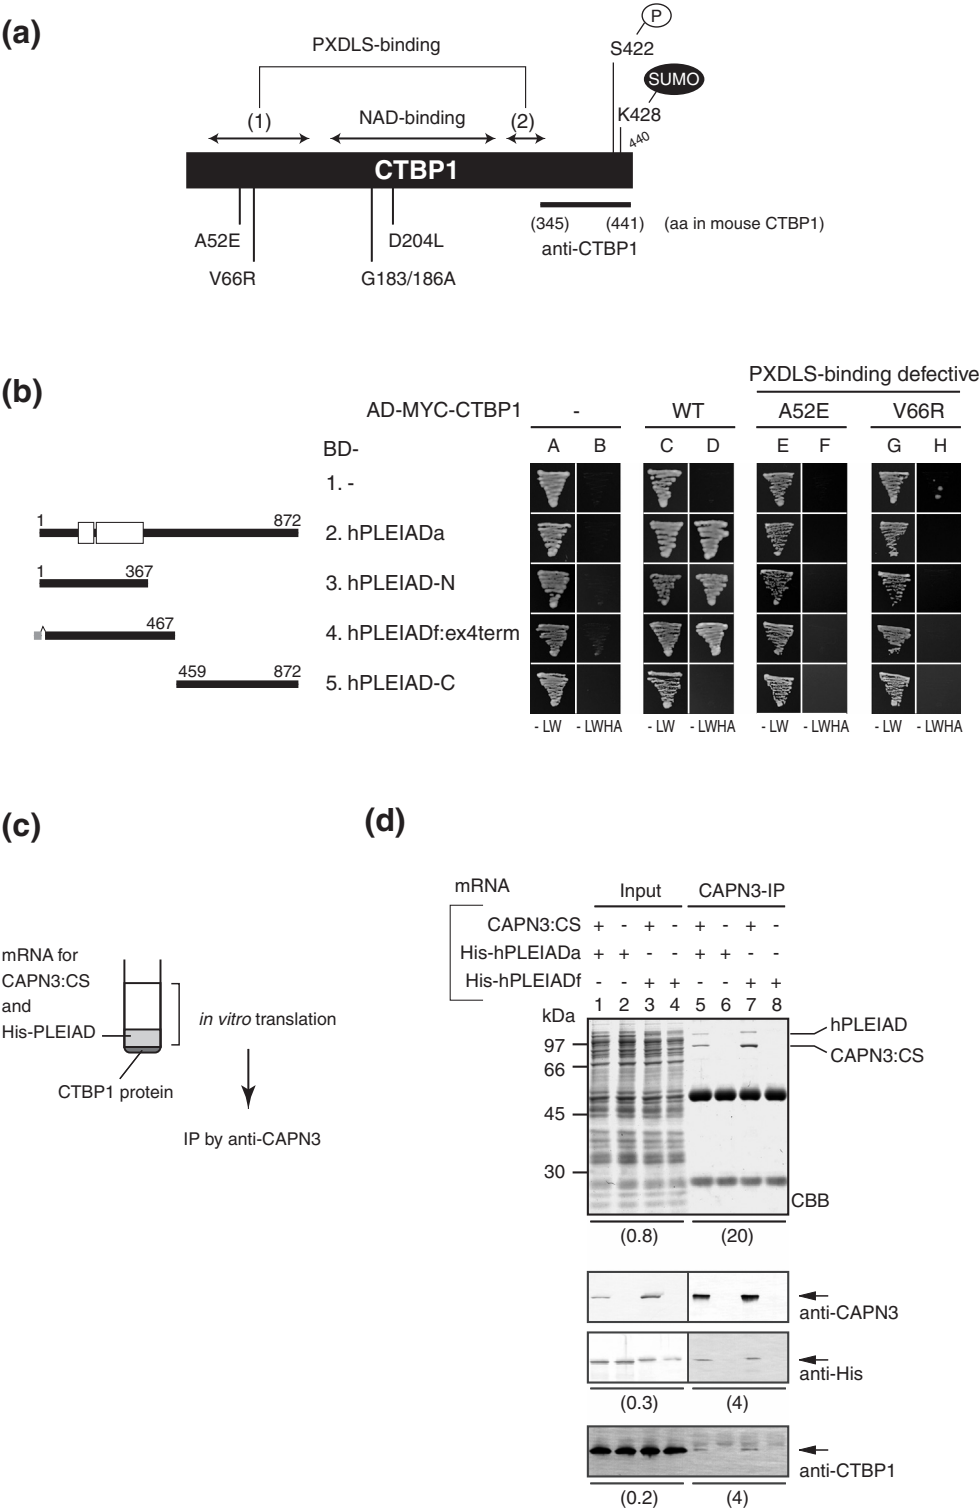 (a)
P
S422
PXDLS-binding
SUMO
K428
(1)
NAD-binding
(2)
440
CTBP1
(345) (441) (aa in mouse CTBP1)
A52E
D204L
anti-CTBP1
V66R
G183/186A
(b)
PXDLS-binding defective
AD-MYC-CTBP1 - WT A52E V66R
BD-
A B C D E F G H
1. -
1 872
2. hPLEIADa
1 367
3. hPLEIAD-N
467
4. hPLEIADf:ex4term
459 872
5. hPLEIAD-C
- LW - LWHA - LW - LWHA - LW - LWHA - LW - LWHA
(c)
mRNA for
CAPN3:CS
and
His-PLEIAD
in vitro translation
CTBP1 protein
IP by anti-CAPN3
(d)
mRNA
Input CAPN3-IP
CAPN3:CS + - + - + - + -
His-hPLEIADa + + - - + + - -
His-hPLEIADf - - + + - - + +
1 2 3 4 5 6 7 8
kDa
hPLEIAD
97
CAPN3:CS
66
45
30
CBB
(0.8) (20)
anti-CAPN3
anti-His
(0.3) (4)
anti-CTBP1
(0.2) (4)